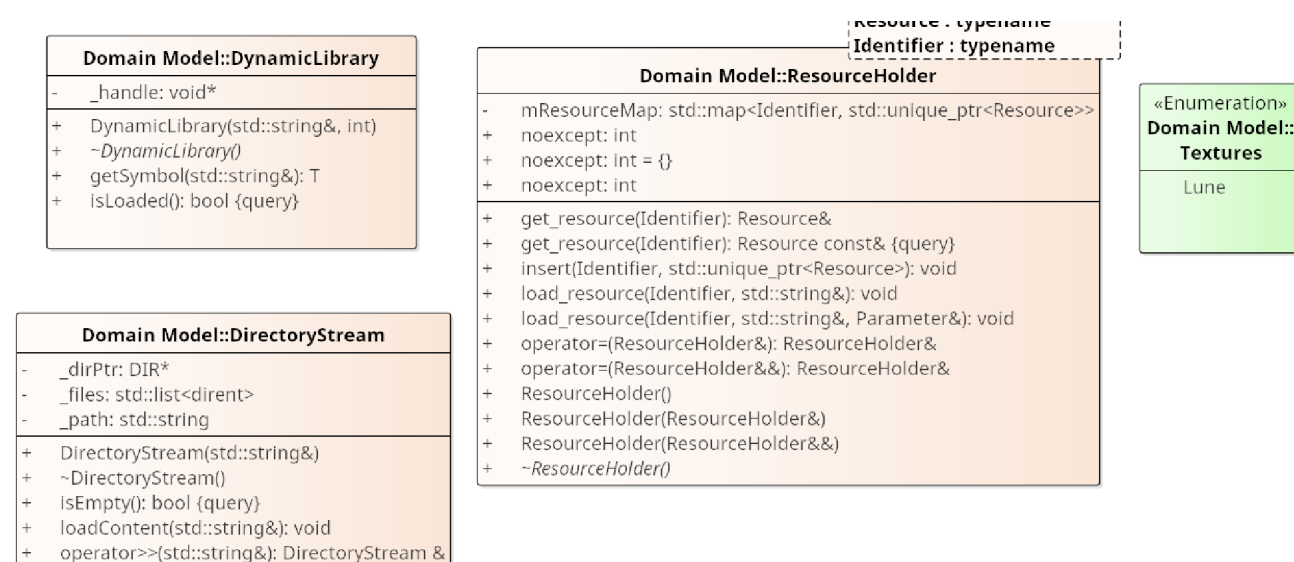 Domain Model::DynamicLibrary
- _handle: void*
+ DynamicLibrary(std::string&, int)
+ ~DynamicLibrary()
+ getSymbol(std::string&): T
+ isLoaded(): bool {query}
Resource : typename
Identifier : typename
Domain Model::ResourceHolder
- mResourceMap: std::map<Identifier, std::unique_ptr<Resource>>
+ noexcept: int
+ noexcept: int = {}
+ noexcept: int
+ get_resource(Identifier): Resource&
+ get_resource(Identifier): Resource const& {query}
+ insert(Identifier, std::unique_ptr<Resource>): void
+ load_resource(Identifier, std::string&): void
+ load_resource(Identifier, std::string&, Parameter&): void
+ operator=(ResourceHolder&): ResourceHolder&
+ operator=(ResourceHolder&&): ResourceHolder&
+ ResourceHolder()
+ ResourceHolder(ResourceHolder&)
+ ResourceHolder(ResourceHolder&&)
+ ~ResourceHolder()
«Enumeration»
Domain Model::
Textures
Lune
Domain Model::DirectoryStream
- _dirPtr: DIR*
- _files: std::list<dirent>
- _path: std::string
+ DirectoryStream(std::string&)
+ ~DirectoryStream()
+ isEmpty(): bool {query}
+ loadContent(std::string&): void
+ operator>>(std::string&): DirectoryStream &